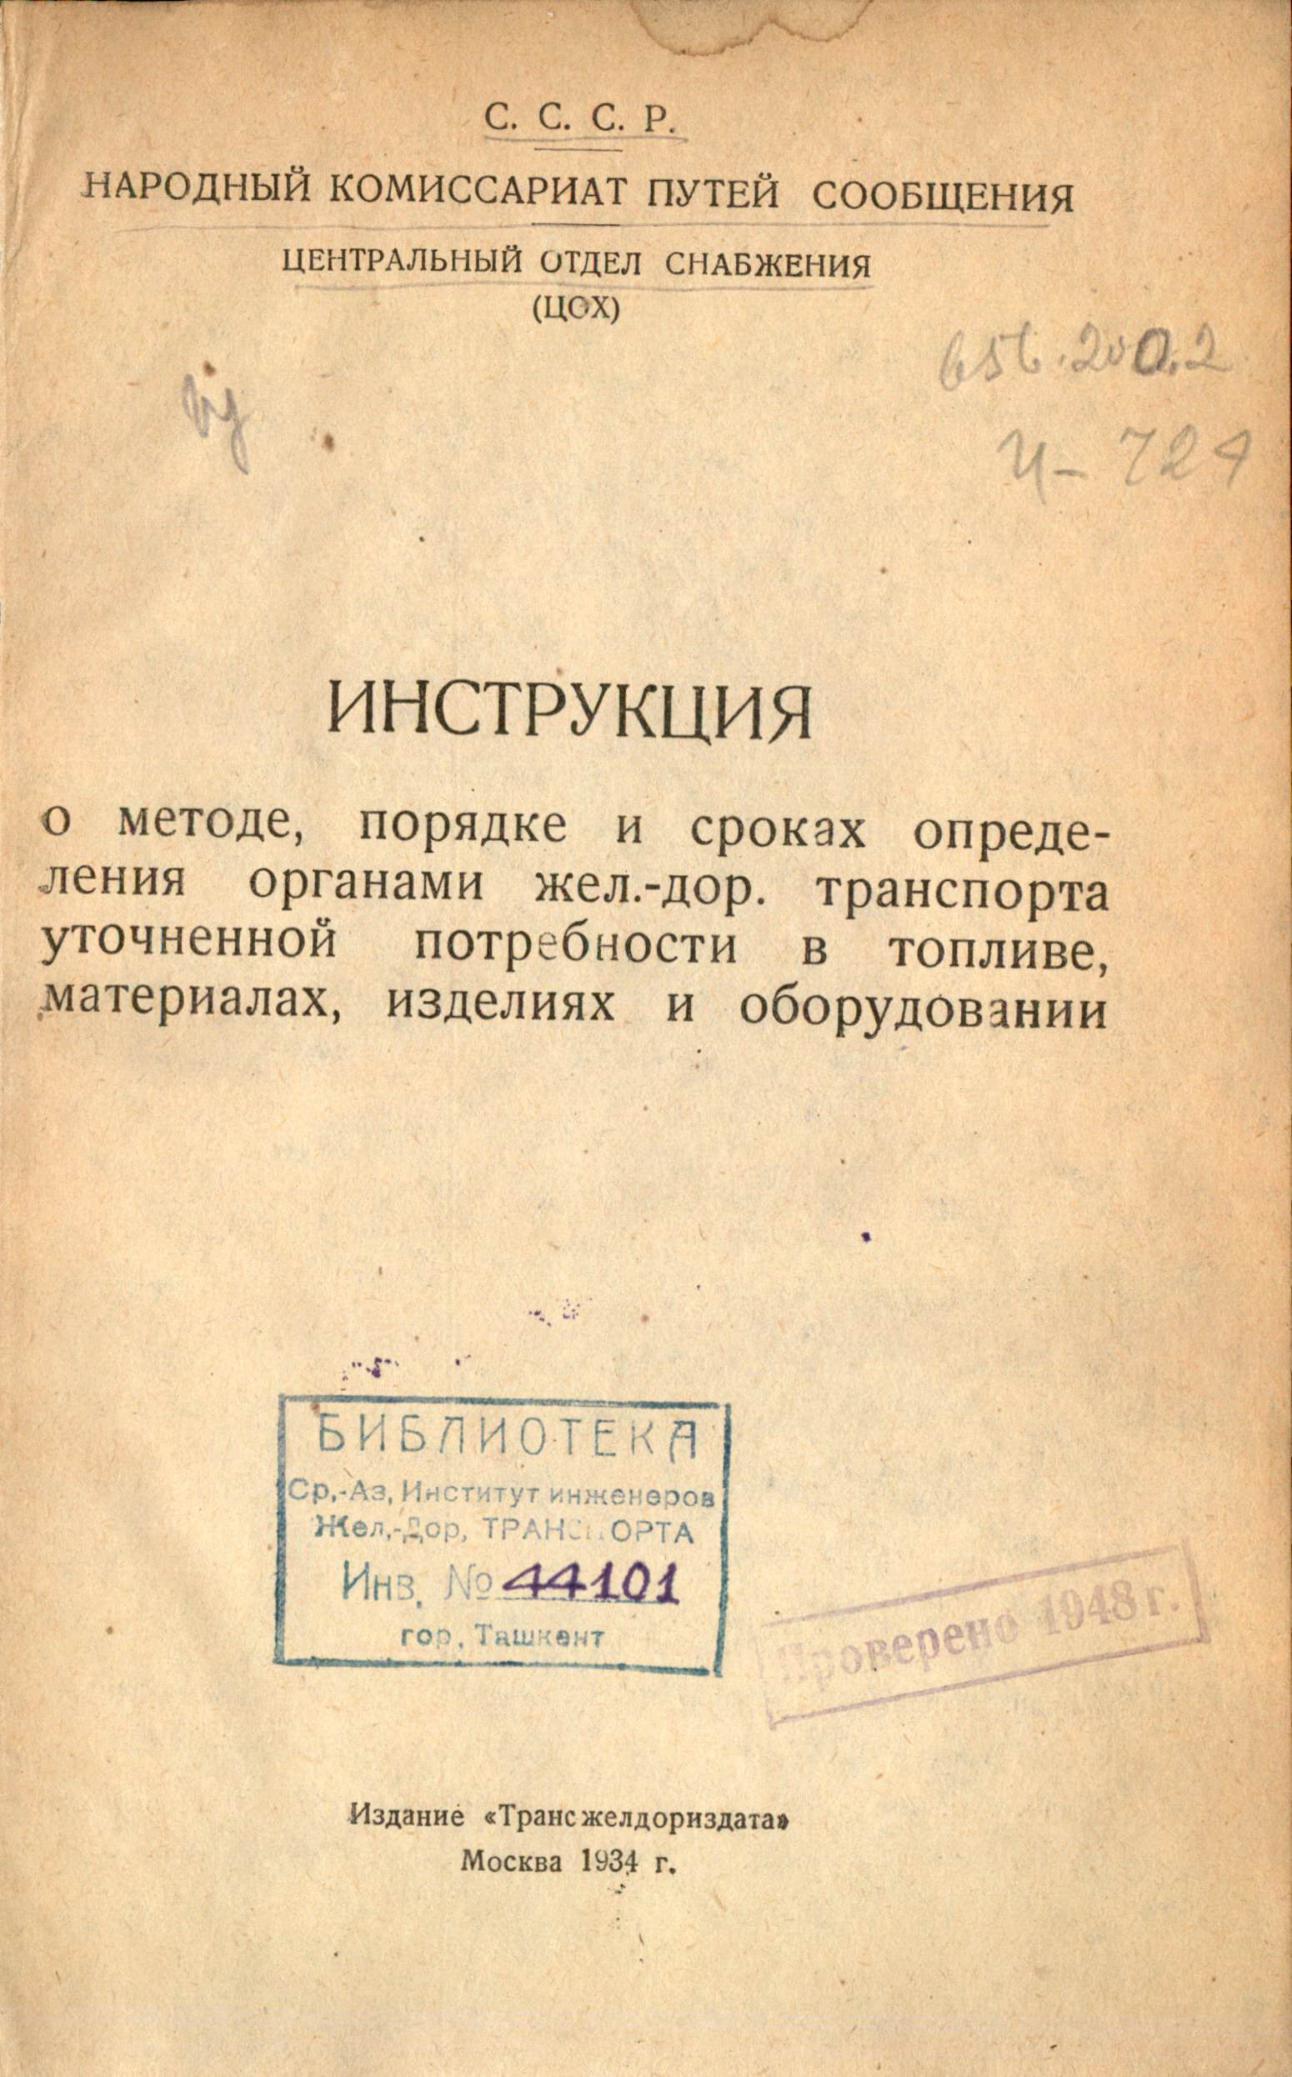 С. С. С. Р.
НАРОДНЫЙ КОМИССАРИАТ ПУТЕЙ СООБЩЕНИЯ
ЦЕНТРАЛЬНЫЙ ОТДЕЛ СНАБЖЕНИЯ
(ЦОХ)
656.200.2
И-724
ИНСТРУКЦИЯ
о методе, порядке и сроках опреде-
ления органами жел.-дор. транспорта
уточненной потребности в топливе,
материалах, изделиях и оборудовании
БИБЛИОТЕКА
Ср.-Аз. Институт инженеров
Жел.-Дор. ТРАНСПОРТА
Инв. № 44101
гор. Ташкент
Проверено 1948 г.
Издание «Трансжелдориздата»
Москва 1934 г.